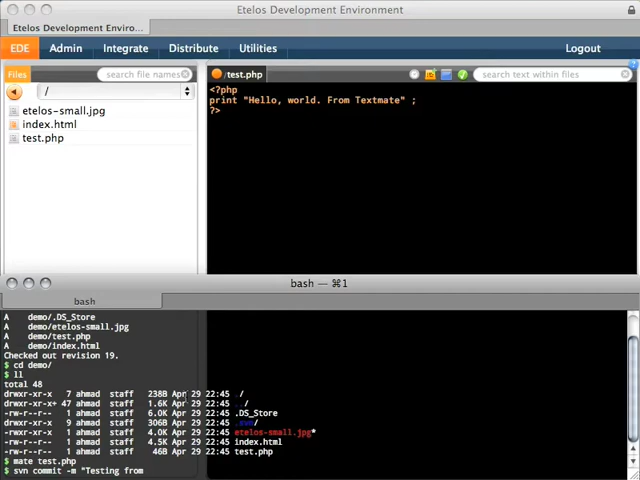 Etelos Development Environment
Etelos Development Enviro...
EDE Admin Integrate Distribute Utilities Logout
Files search file names
/
etelos-small.jpg
index.html
test.php
/test.php search text within files
<?php
print "Hello, world. From Textmate" ;
?>
bash — ⌘1
bash
A demo/.DS_Store
A demo/etelos-small.jpg
A demo/test.php
A demo/index.html
Checked out revision 19.
$ cd demo/
$ ll
total 48
drwxr-xr-x 7 ahmad staff 238B Apr 29 22:45 ./
drwxr-xr-x+ 47 ahmad staff 1.6K Apr 29 22:45 ../
-rw-r--r-- 1 ahmad staff 6.0K Apr 29 22:45 .DS_Store
drwxr-xr-x 9 ahmad staff 306B Apr 29 22:45 .svn/
-rwxr-xr-x 1 ahmad staff 4.0K Apr 29 22:45 etelos-small.jpg*
-rw-r--r-- 1 ahmad staff 4.5K Apr 29 22:45 index.html
-rw-r--r-- 1 ahmad staff 46B Apr 29 22:45 test.php
$ mate test.php
$ svn commit -m "Testing from